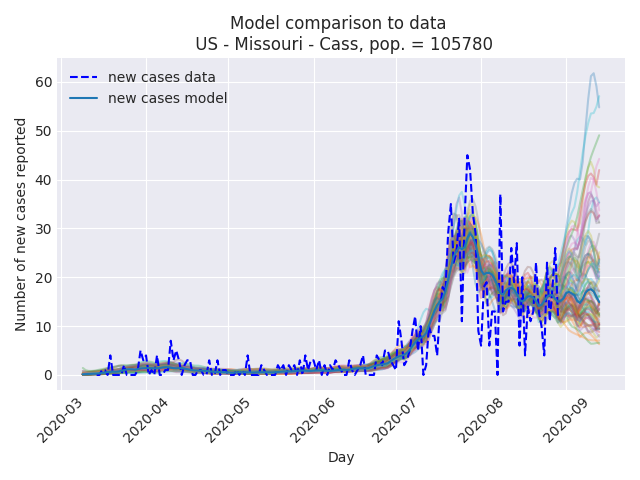 Model comparison to data
US - Missouri - Cass, pop. = 105780
new cases data
new cases model
Number of new cases reported
60
50
40
30
20
10
0
2020-03
2020-04
2020-05
2020-06
2020-07
2020-08
2020-09
Day